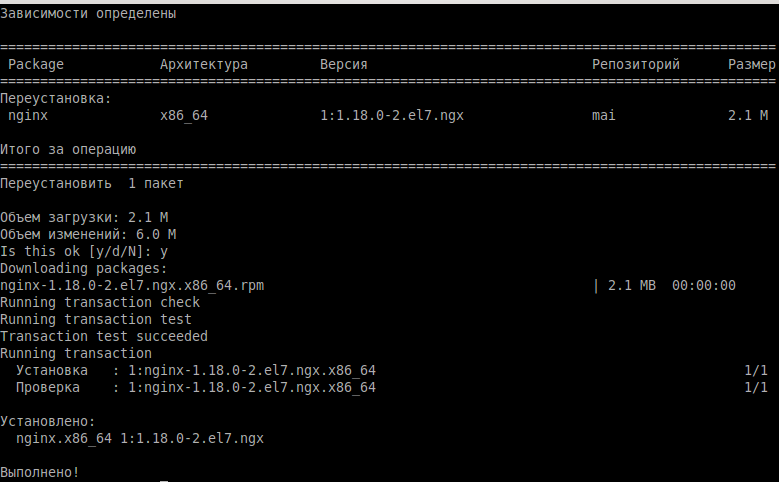 Зависимости определены
================================================================================================
Package Архитектура Версия Репозиторий Размер
================================================================================================
Переустановка:
nginx x86_64 1:1.18.0-2.el7.ngx mai 2.1 M
Итого за операцию
================================================================================================
Переустановить 1 пакет
Объем загрузки: 2.1 M
Объем изменений: 6.0 M
Is this ok [y/d/N]: y
Downloading packages:
nginx-1.18.0-2.el7.ngx.x86_64.rpm | 2.1 MB 00:00:00
Running transaction check
Running transaction test
Transaction test succeeded
Running transaction
Установка : 1:nginx-1.18.0-2.el7.ngx.x86_64 1/1
Проверка : 1:nginx-1.18.0-2.el7.ngx.x86_64 1/1
Установлено:
nginx.x86_64 1:1.18.0-2.el7.ngx
Выполнено!